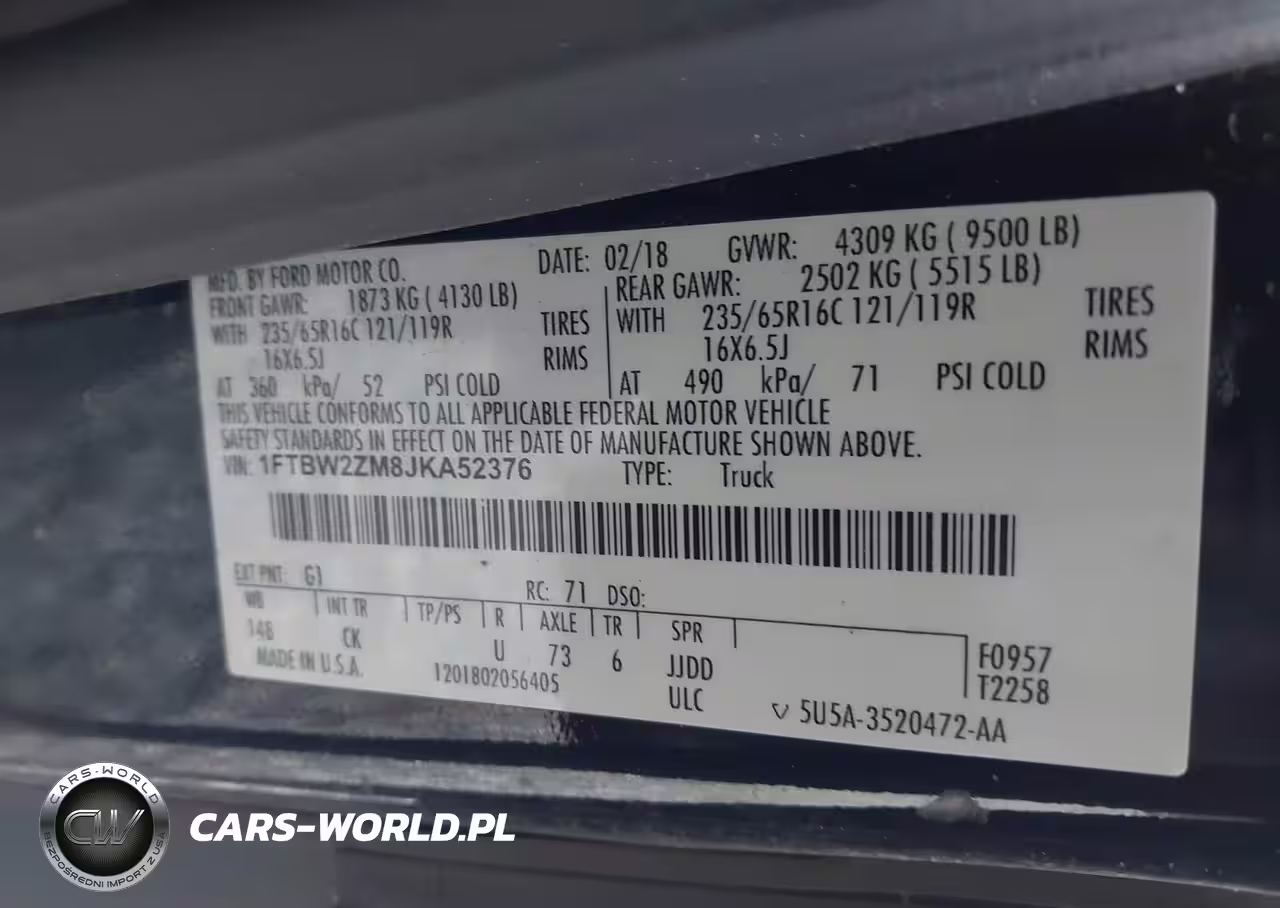 MFD. BY FORD MOTOR CO. DATE: 02/18 GVWR: 4309 KG ( 9500 LB)
FRONT GAWR: 1873 KG ( 4130 LB) REAR GAWR: 2502 KG ( 5515 LB)
WITH 235/65R16C 121/119R TIRES WITH 235/65R16C 121/119R TIRES
16X6.5J RIMS 16X6.5J RIMS
AT 360 kPa/ 52 PSI COLD AT 490 kPa/ 71 PSI COLD
THIS VEHICLE CONFORMS TO ALL APPLICABLE FEDERAL MOTOR VEHICLE
SAFETY STANDARDS IN EFFECT ON THE DATE OF MANUFACTURE SHOWN ABOVE.
VIN: 1FTBW2ZM8JKA52376 TYPE: Truck
EXT PNT: G1 RC: 71 DSO:
WB INT TR TP/PS R AXLE TR SPR
148 CK U 73 6 JJDD F0957
MADE IN U.S.A. 1201802056405 ULC T2258
5U5A-3520472-AA
CARS-WORLD
CW
BEZPOŚREDNI IMPORT Z USA
CARS-WORLD.PL